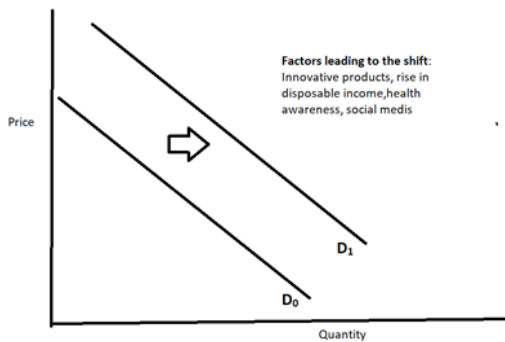 Factors leading to the shift:
Innovative products, rise in
disposable income,health
awareness, social medis
Price
D1
D0
Quantity